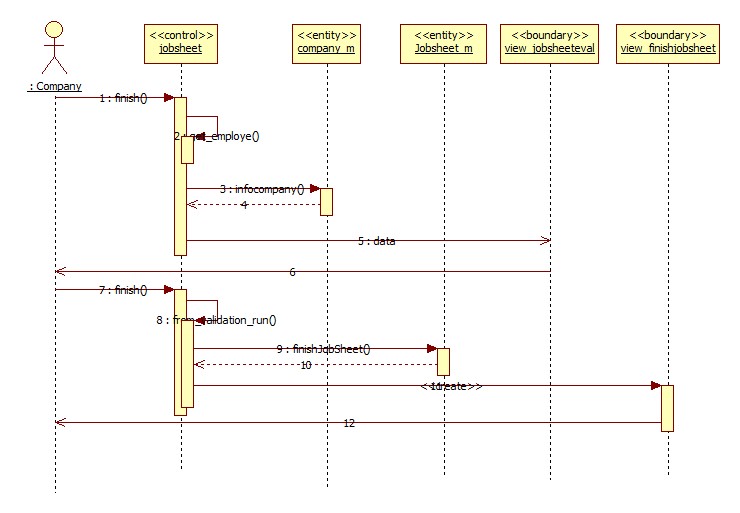 <<control>>
jobsheet
<<entity>>
company_m
<<entity>>
Jobsheet_m
<<boundary>>
view_jobsheeteval
<<boundary>>
view_finishjobsheet
: Company
1 : finish()
2 : get_employe()
3 : infocompany()
4
5 : data
6
7 : finish()
8 : from_validation_run()
9 : finishJobSheet()
10
<<create>>
11
12